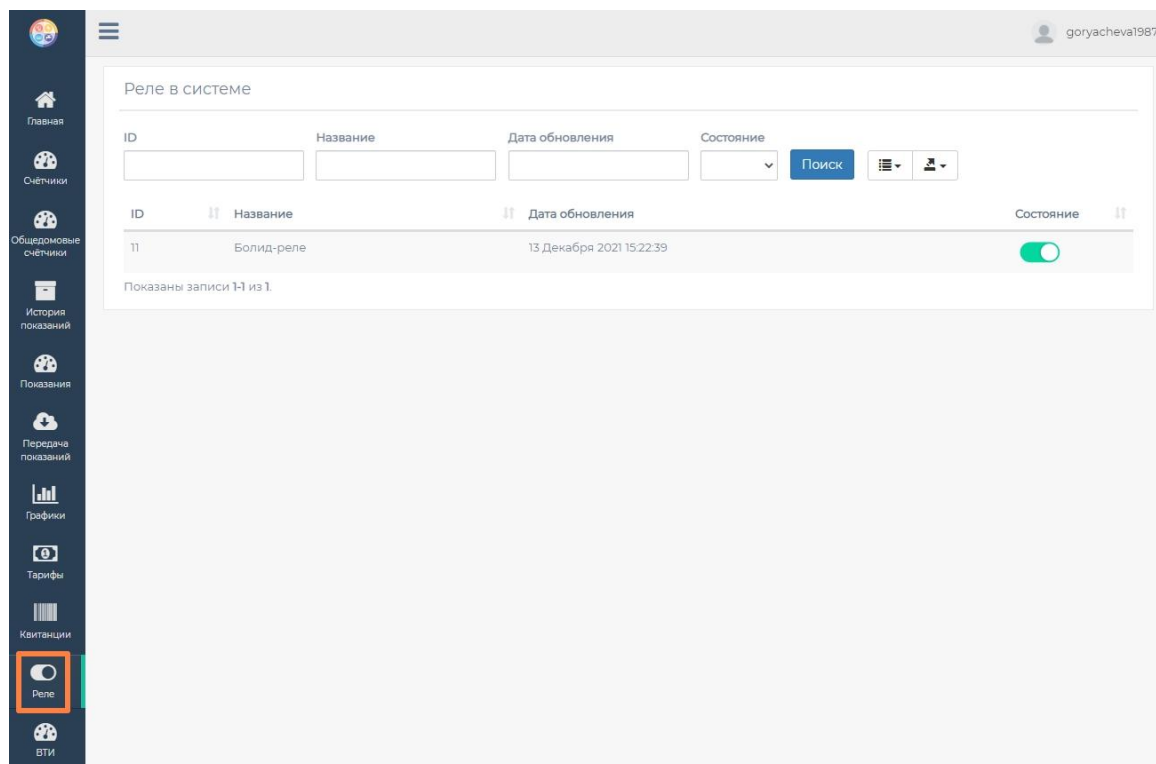 goryacheva1987
Главная
Счётчики
Общедомовые
счётчики
История
показаний
Показания
Передача
показаний
Графики
Тарифы
Квитанции
Реле
ВТИ
Реле в системе
ID Название Дата обновления Состояние
Поиск
ID Название Дата обновления Состояние
11 Болид-реле 13 Декабря 2021 15:22:39
Показаны записи 1-1 из 1.